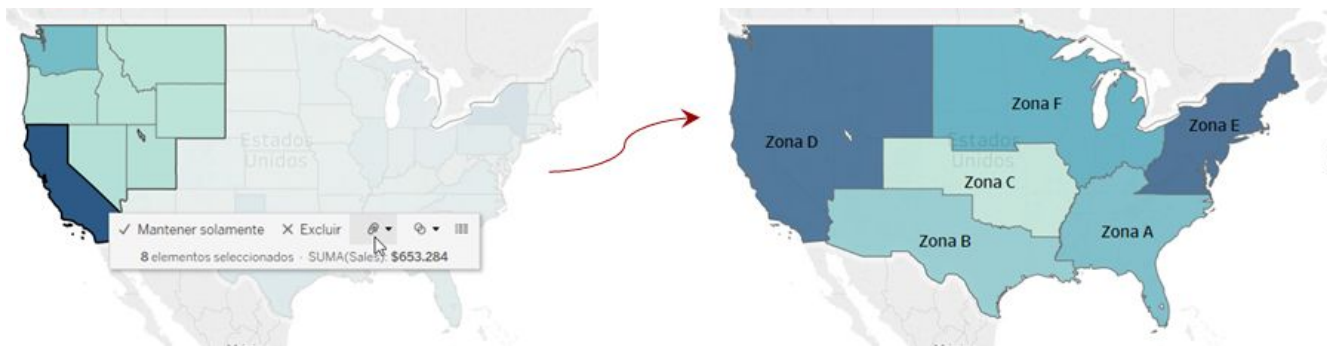 Estados
Unidos
✓ Mantener solamente ✕ Excluir
8 elementos seleccionados · SUMA(Sales): $653.284
Zona F
Zona E
Zona D
Estados
Unidos
Zona C
Zona A
Zona B